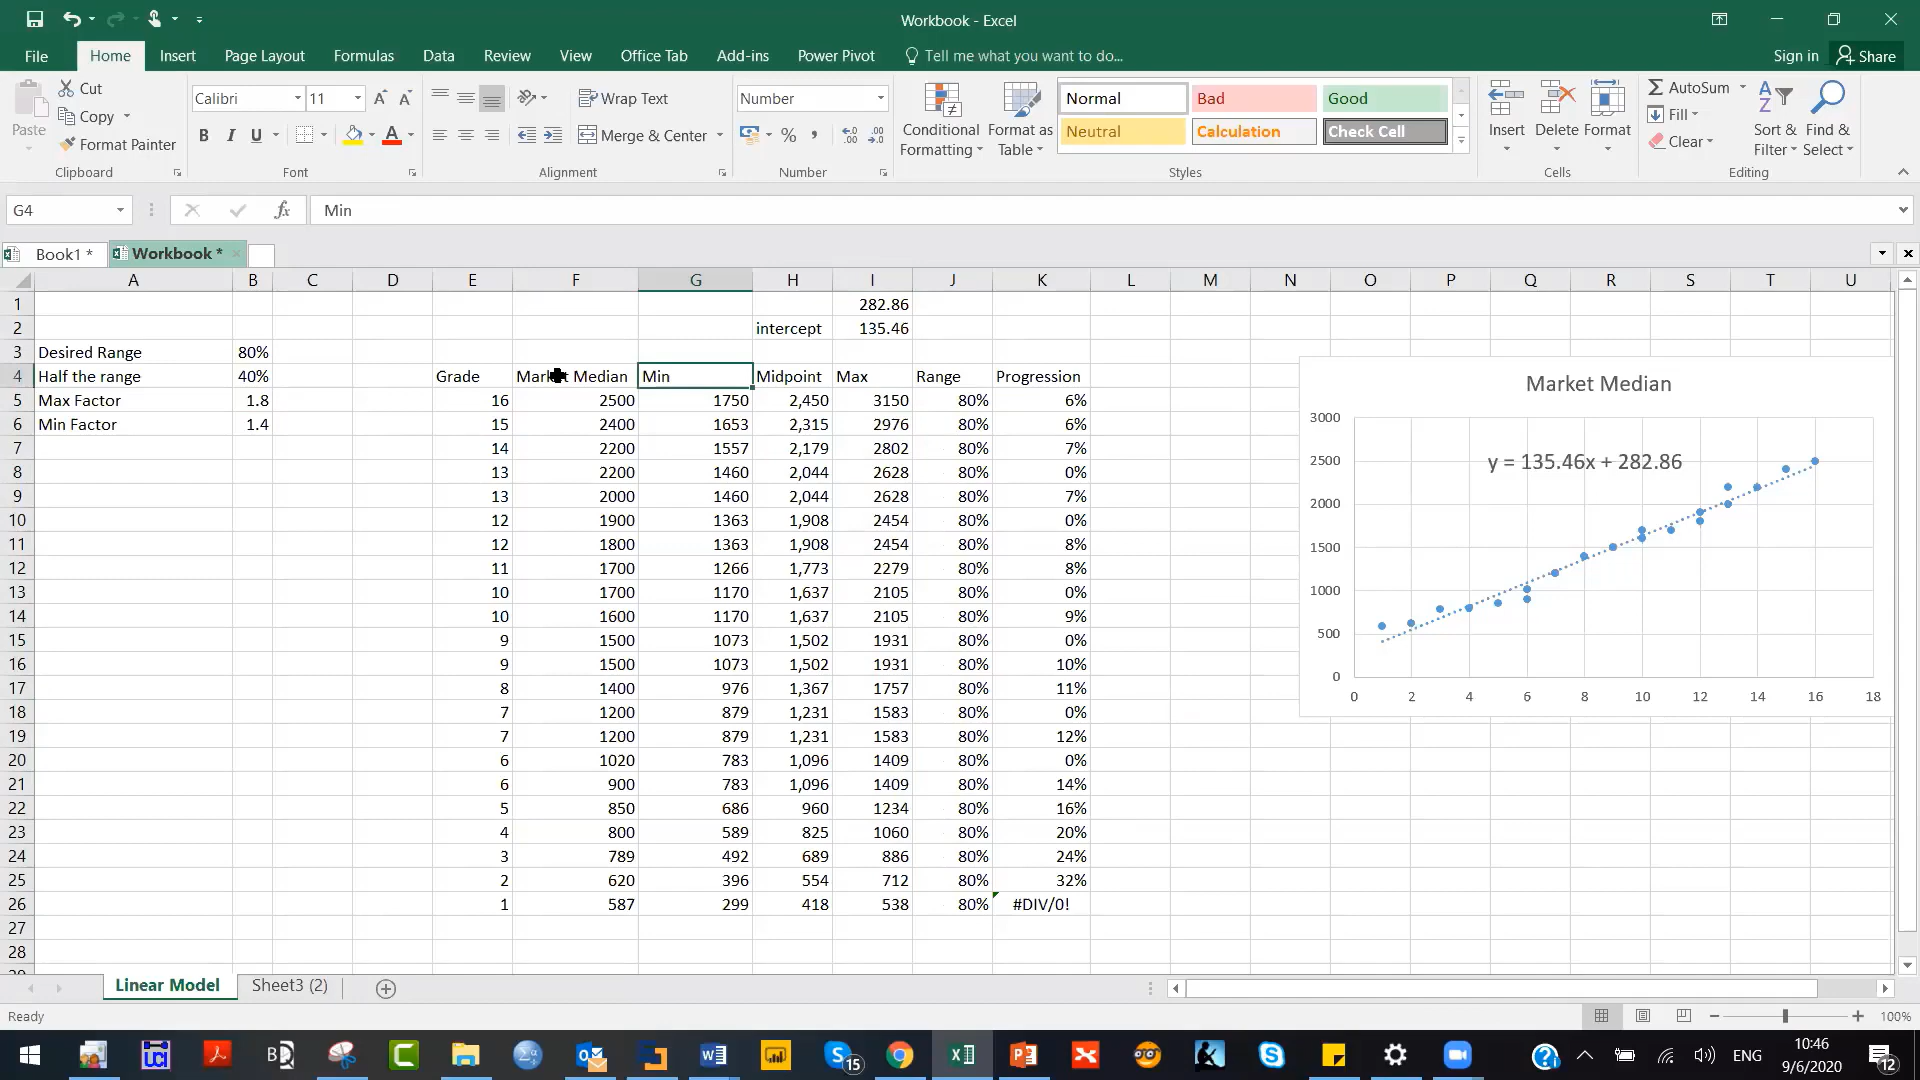 Workbook - Excel
File Home Insert Page Layout Formulas Data Review View Office Tab Add-ins Power Pivot Tell me what you want to do... Sign in Share
Paste Cut Copy Format Painter Clipboard
Calibri 11 B I U A Font
Wrap Text Merge & Center Alignment
Number % , Number
Conditional Formatting Format as Table
Normal Bad Good
Neutral Calculation Check Cell
Styles
Insert Delete Format Cells
AutoSum Fill Clear Sort & Filter Find & Select Editing
G4 fx Min
Book1 * Workbook *
A B C D E F G H I J K L M N O P Q R S T U
1 282.86
2 intercept 135.46
3 Desired Range 80%
4 Half the range 40% Grade Market Median Min Midpoint Max Range Progression
5 Max Factor 1.8 16 2500 1750 2,450 3150 80% 6%
6 Min Factor 1.4 15 2400 1653 2,315 2976 80% 6%
7 14 2200 1557 2,179 2802 80% 7%
8 13 2200 1460 2,044 2628 80% 0%
9 13 2000 1460 2,044 2628 80% 7%
10 12 1900 1363 1,908 2454 80% 0%
11 12 1800 1363 1,908 2454 80% 8%
12 11 1700 1266 1,773 2279 80% 8%
13 10 1700 1170 1,637 2105 80% 0%
14 10 1600 1170 1,637 2105 80% 9%
15 9 1500 1073 1,502 1931 80% 0%
16 9 1500 1073 1,502 1931 80% 10%
17 8 1400 976 1,367 1757 80% 11%
18 7 1200 879 1,231 1583 80% 0%
19 7 1200 879 1,231 1583 80% 12%
20 6 1020 783 1,096 1409 80% 0%
21 6 900 783 1,096 1409 80% 14%
22 5 850 686 960 1234 80% 16%
23 4 800 589 825 1060 80% 20%
24 3 789 492 689 886 80% 24%
25 2 620 396 554 712 80% 32%
26 1 587 299 418 538 80% #DIV/0!
27
28
Market Median
y = 135.46x + 282.86
3000
2500
2000
1500
1000
500
0
0 2 4 6 8 10 12 14 16 18
Linear Model Sheet3 (2)
Ready 100%
15 ENG 10:46
9/6/2020 12